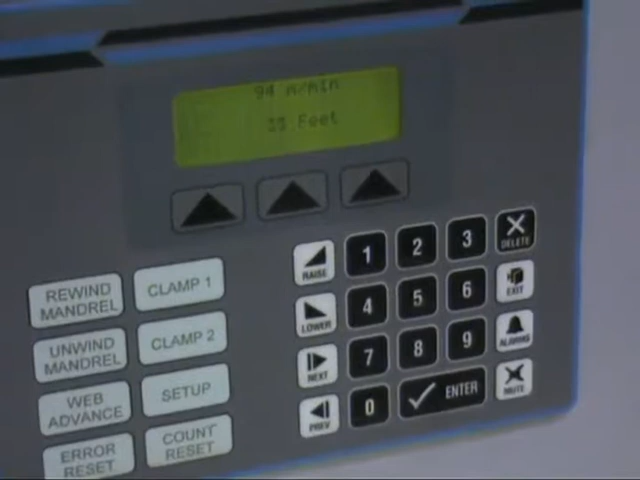 94 m/min
Feet
REWIND
MANDREL
CLAMP 1
UNWIND
MANDREL
CLAMP 2
WEB
ADVANCE
SETUP
ERROR
RESET
COUNT
RESET
RAISE
1
2
3
DELETE
LOWER
4
5
6
EXIT
NEXT
7
8
9
ALARMS
PREV
0
ENTER
MUTE